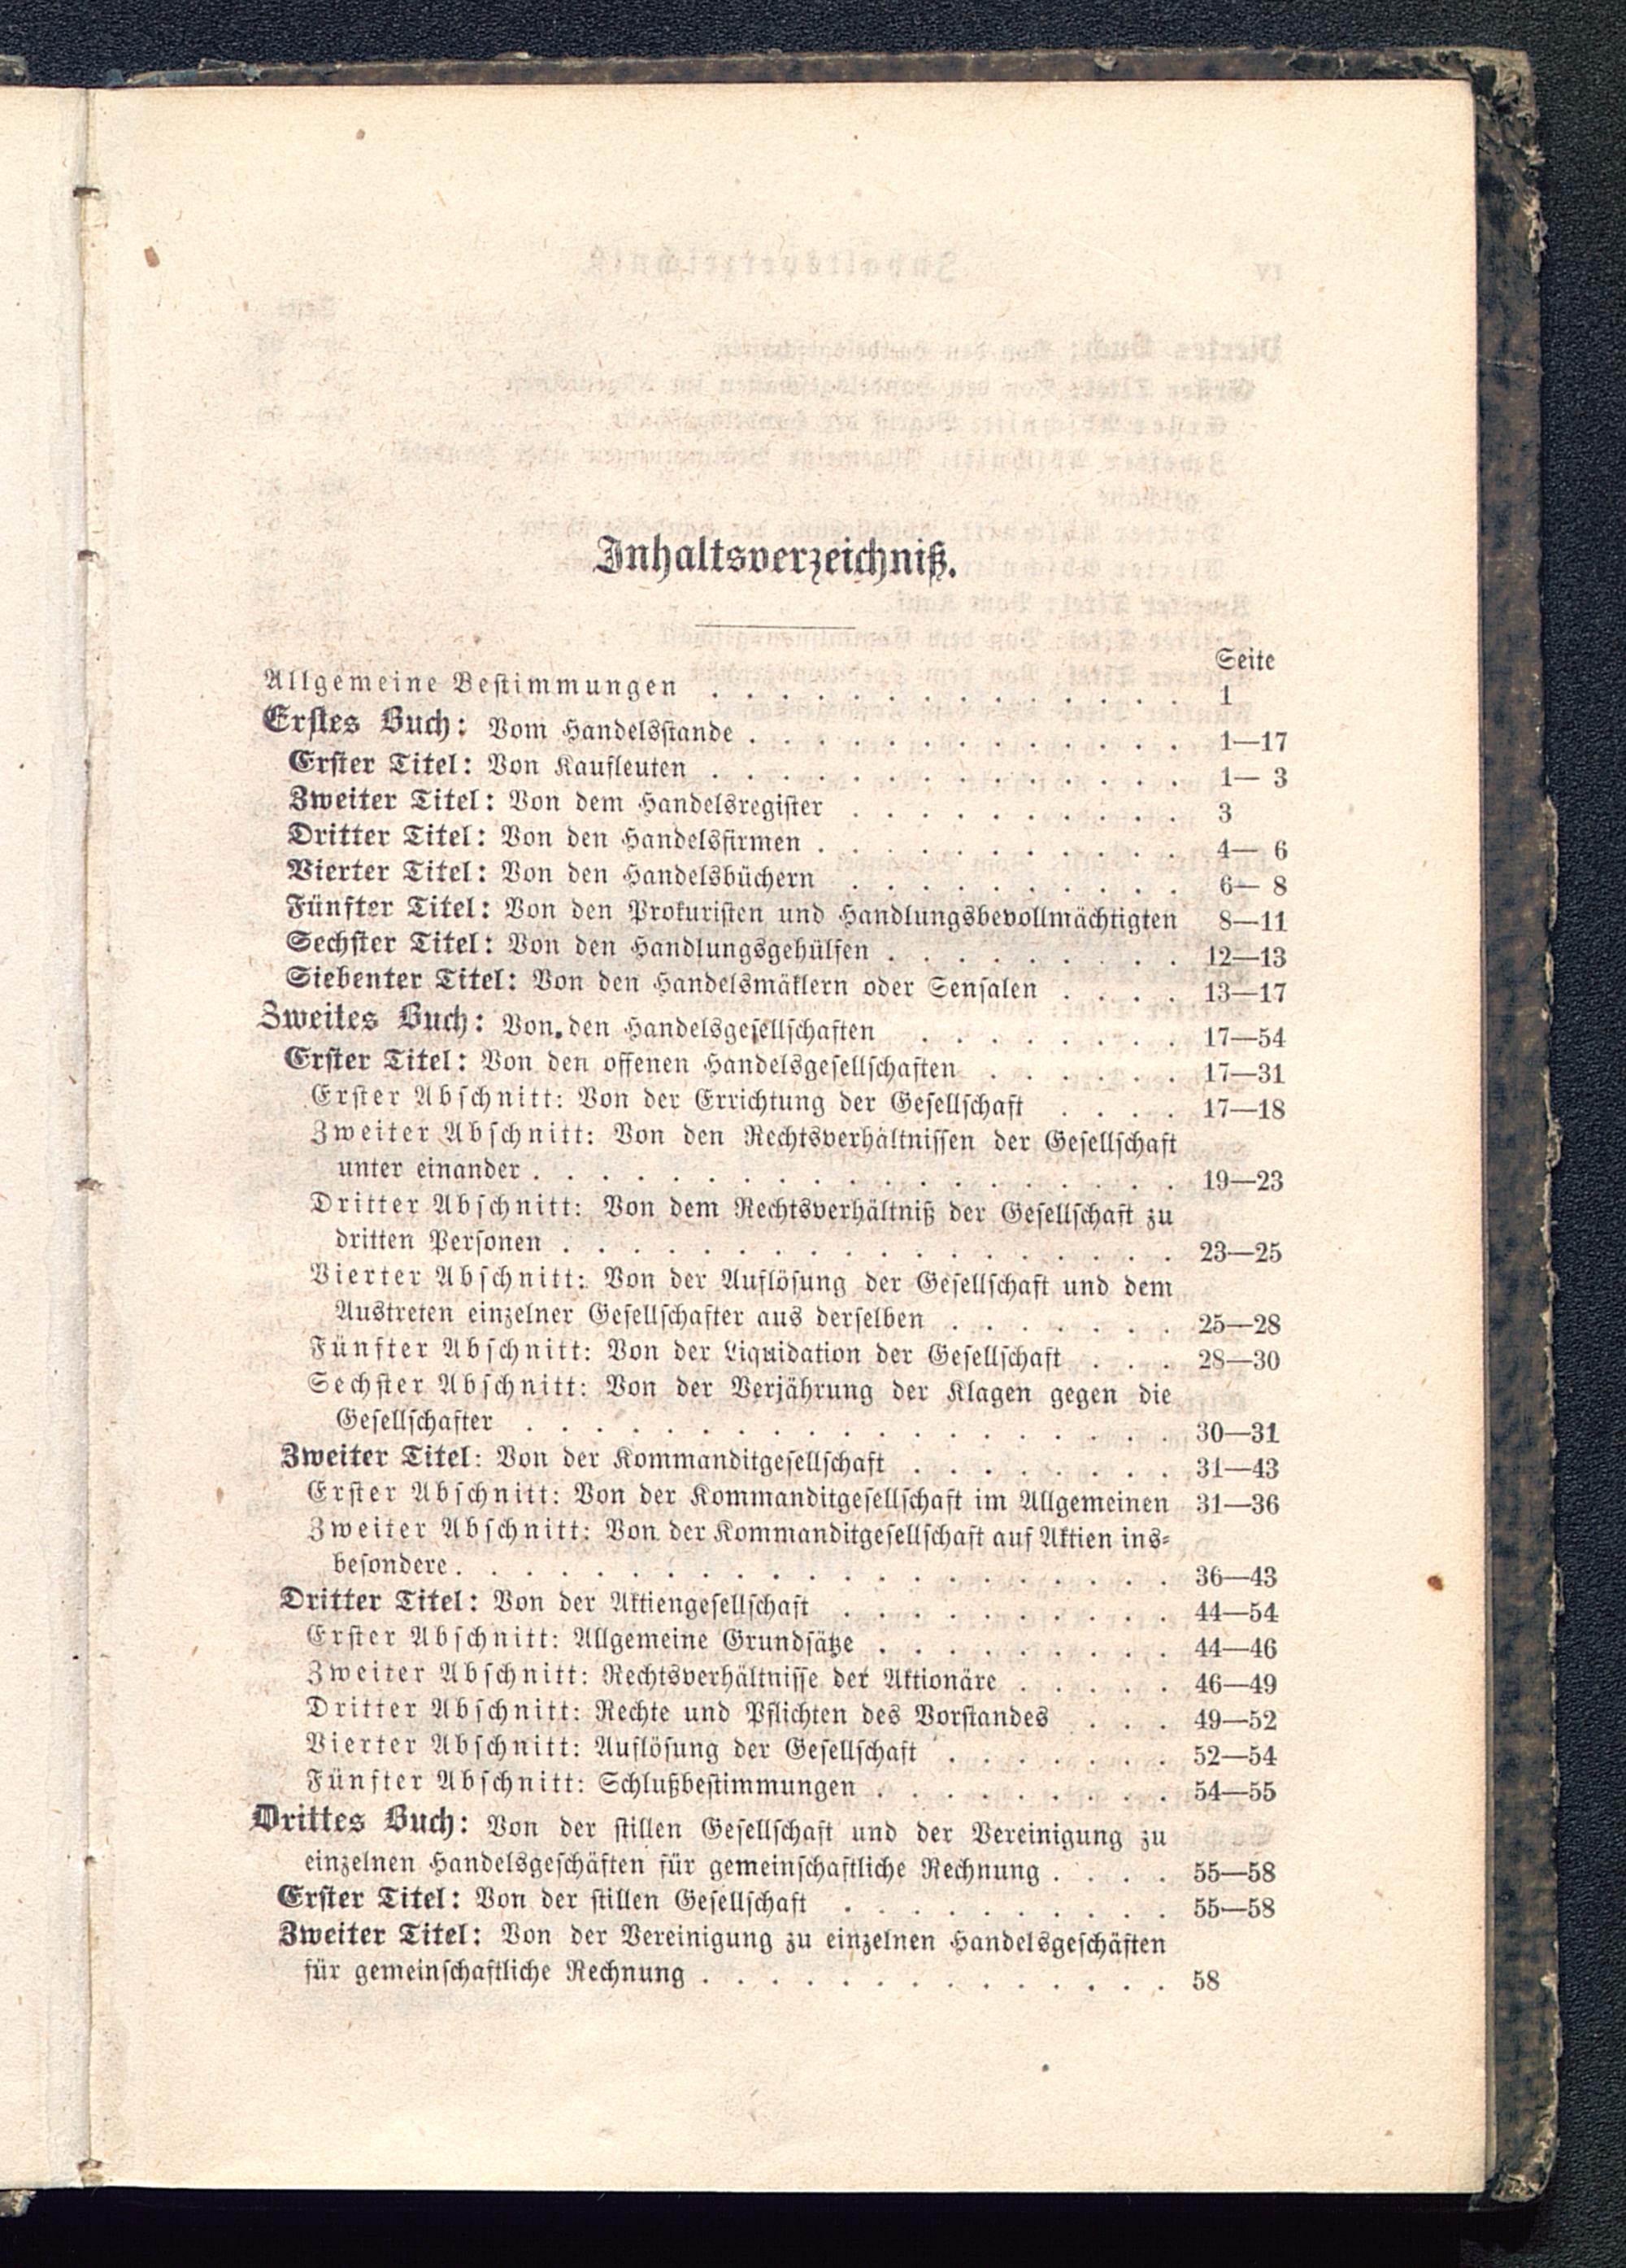 Inhaltsverzeichniß.
Seite
Allgemeine Bestimmungen . . . . . . . . . . . . . . 1
Erstes Buch: Vom Handelsstande . . . . . . . . . . . . . 1—17
Erster Titel: Von Kaufleuten . . . . . . . . . . . . . . 1— 3
Zweiter Titel: Von dem Handelsregister . . . . . . . . . . 3
Dritter Titel: Von den Handelsfirmen . . . . . . . . . . . 4— 6
Vierter Titel: Von den Handelsbüchern . . . . . . . . . . 6— 8
Fünfter Titel: Von den Prokuristen und Handlungsbevollmächtigten 8—11
Sechster Titel: Von den Handlungsgehülfen . . . . . . . . . 12—13
Siebenter Titel: Von den Handelsmäklern oder Sensalen . . . . 13—17
Zweites Buch: Von den Handelsgesellschaften . . . . . . . . 17—54
Erster Titel: Von den offenen Handelsgesellschaften . . . . . . 17—31
Erster Abschnitt: Von der Errichtung der Gesellschaft . . . . 17—18
Zweiter Abschnitt: Von den Rechtsverhältnissen der Gesellschaft
unter einander . . . . . . . . . . . . . . . . . . . 19—23
Dritter Abschnitt: Von dem Rechtsverhältniß der Gesellschaft zu
dritten Personen . . . . . . . . . . . . . . . . . . 23—25
Vierter Abschnitt: Von der Auflösung der Gesellschaft und dem
Austreten einzelner Gesellschafter aus derselben . . . . . . . 25—28
Fünfter Abschnitt: Von der Liquidation der Gesellschaft . . . 28—30
Sechster Abschnitt: Von der Verjährung der Klagen gegen die
Gesellschafter . . . . . . . . . . . . . . . . . . . 30—31
Zweiter Titel: Von der Kommanditgesellschaft . . . . . . . . 31—43
Erster Abschnitt: Von der Kommanditgesellschaft im Allgemeinen 31—36
Zweiter Abschnitt: Von der Kommanditgesellschaft auf Aktien ins-
besondere . . . . . . . . . . . . . . . . . . . . . 36—43
Dritter Titel: Von der Aktiengesellschaft . . . . . . . . . . 44—54
Erster Abschnitt: Allgemeine Grundsätze . . . . . . . . . 44—46
Zweiter Abschnitt: Rechtsverhältnisse der Aktionäre . . . . . 46—49
Dritter Abschnitt: Rechte und Pflichten des Vorstandes . . . 49—52
Vierter Abschnitt: Auflösung der Gesellschaft . . . . . . . 52—54
Fünfter Abschnitt: Schlußbestimmungen . . . . . . . . . 54—55
Drittes Buch: Von der stillen Gesellschaft und der Vereinigung zu
einzelnen Handelsgeschäften für gemeinschaftliche Rechnung . . . . 55—58
Erster Titel: Von der stillen Gesellschaft . . . . . . . . . . 55—58
Zweiter Titel: Von der Vereinigung zu einzelnen Handelsgeschäften
für gemeinschaftliche Rechnung . . . . . . . . . . . . . . 58